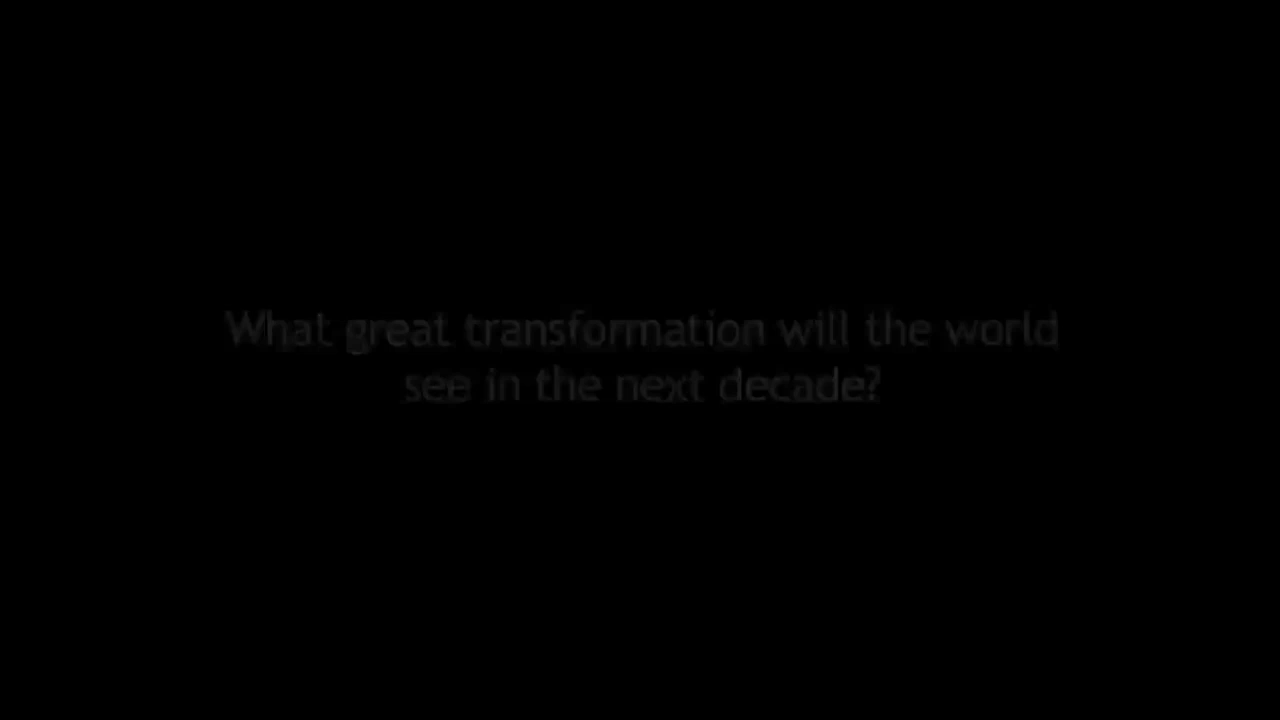 What great transformation will the world
see in the next decade?